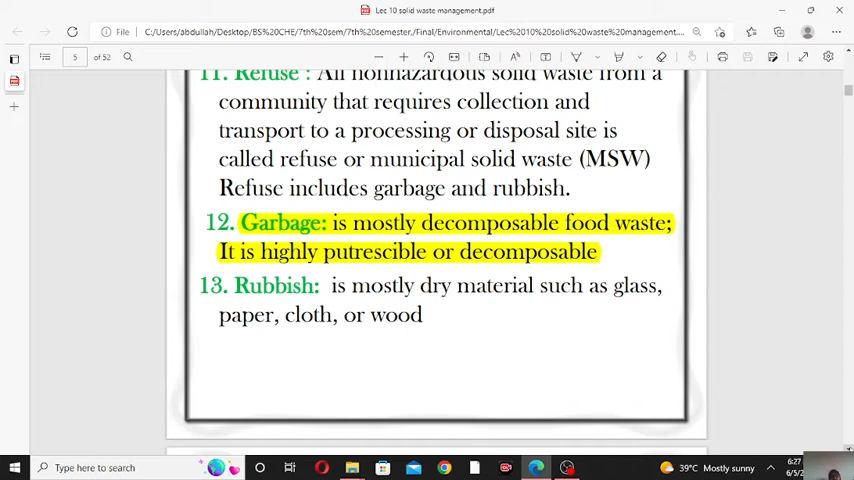 Lec 10 solid waste management.pdf
File
C:/Users/abdullah/Desktop/BS%20CHE/7th%20sem/7th%20semester,/Final/Environmental/Lec%2010%20solid%20waste%20management....
5 of 52
11. Refuse : All nonhazardous solid waste from a
community that requires collection and
transport to a processing or disposal site is
called refuse or municipal solid waste (MSW)
Refuse includes garbage and rubbish.
12. Garbage: is mostly decomposable food waste;
It is highly putrescible or decomposable
13. Rubbish: is mostly dry material such as glass,
paper, cloth, or wood
Type here to search
39°C Mostly sunny
6:27
6/5/